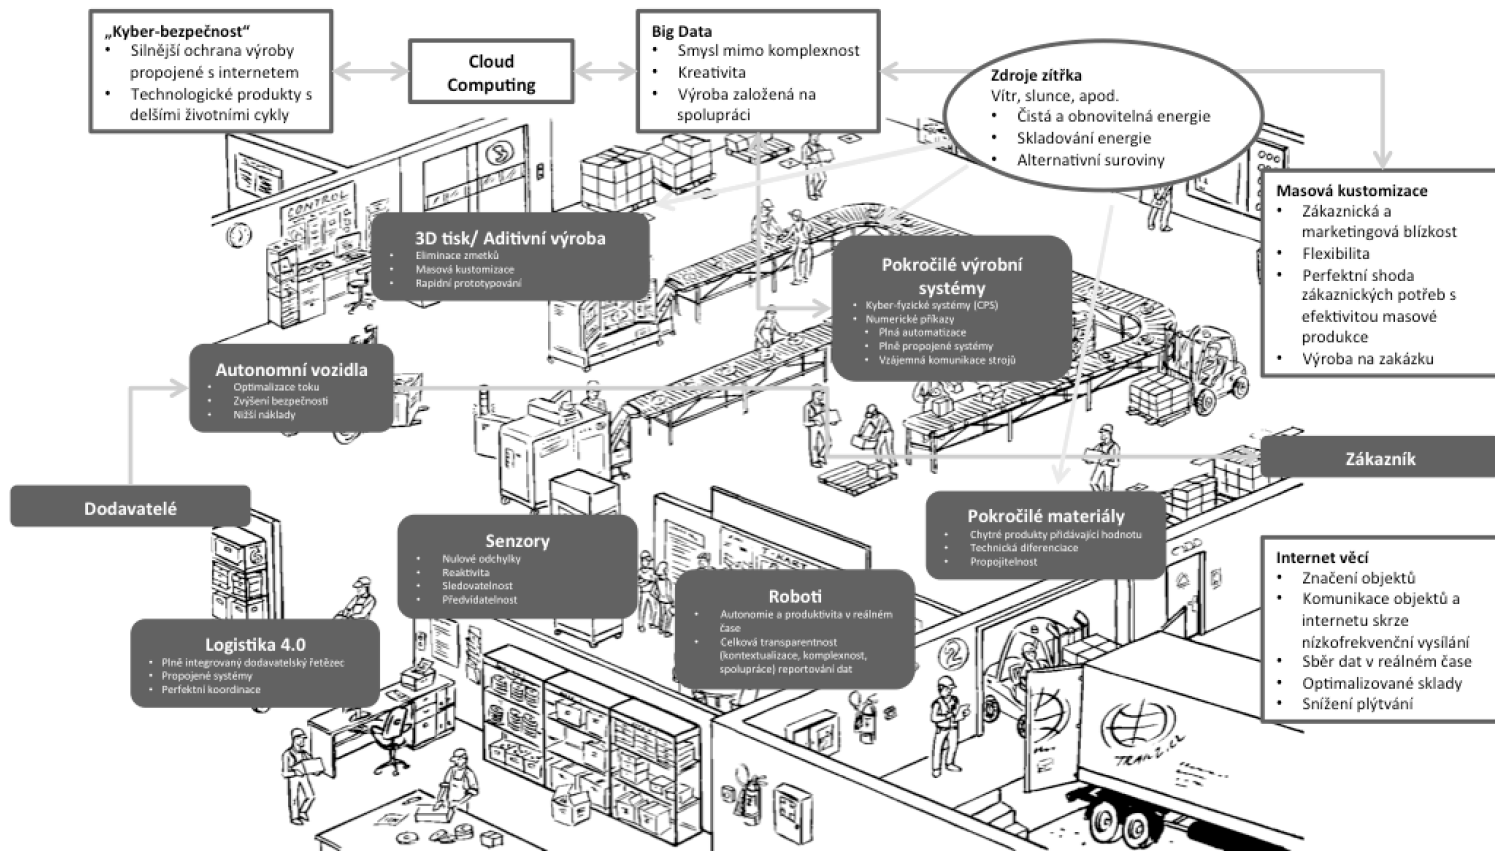 „Kyber-bezpečnost“
• Silnější ochrana výroby
propojené s internetem
• Technologické produkty s
delšími životními cykly
Cloud
Computing
Big Data
• Smysl mimo komplexnost
• Kreativita
• Výroba založená na
spolupráci
Zdroje zítřka
Vítr, slunce, apod.
• Čistá a obnovitelná energie
• Skladování energie
• Alternativní suroviny
Masová kustomizace
• Zákaznická a
marketingová blízkost
• Flexibilita
• Perfektní shoda
zákaznických potřeb s
efektivitou masové
produkce
• Výroba na zakázku
CONTROL
3
3D tisk/ Aditivní výroba
• Eliminace zmetků
• Masová kustomizace
• Rapidní prototypování
Pokročilé výrobní
systémy
• Kyber-fyzické systémy (CPS)
• Numerické příkazy
• Plná automatizace
• Plně propojené systémy
• Vzájemná komunikace strojů
Autonomní vozidla
• Optimalizace toku
• Zvýšení bezpečnosti
• Nižší náklady
Zákazník
Dodavatelé
Senzory
• Nulové odchylky
• Reaktivita
• Sledovatelnost
• Předvídatelnost
Pokročilé materiály
• Chytré produkty přidávající hodnotu
• Technická diferenciace
• Propojitelnost
Internet věcí
• Značení objektů
• Komunikace objektů a
internetu skrze
nízkofrekvenční vysílání
• Sběr dat v reálném čase
• Optimalizované sklady
• Snížení plýtvání
Roboti
• Autonomie a produktivita v reálném
čase
• Celková transparentnost
(kontextualizace, komplexnost,
spolupráce) reportování dat
Logistika 4.0
• Plně integrovaný dodavatelský řetězec
• Propojené systémy
• Perfektní koordinace
2